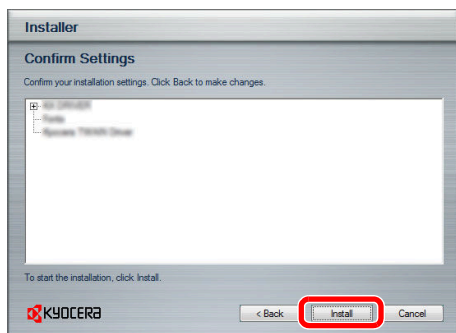 Installer
Confirm Settings
Confirm your installation settings. Click Back to make changes.
To start the installation, click Install.
KYOCERA
< Back
Install
Cancel